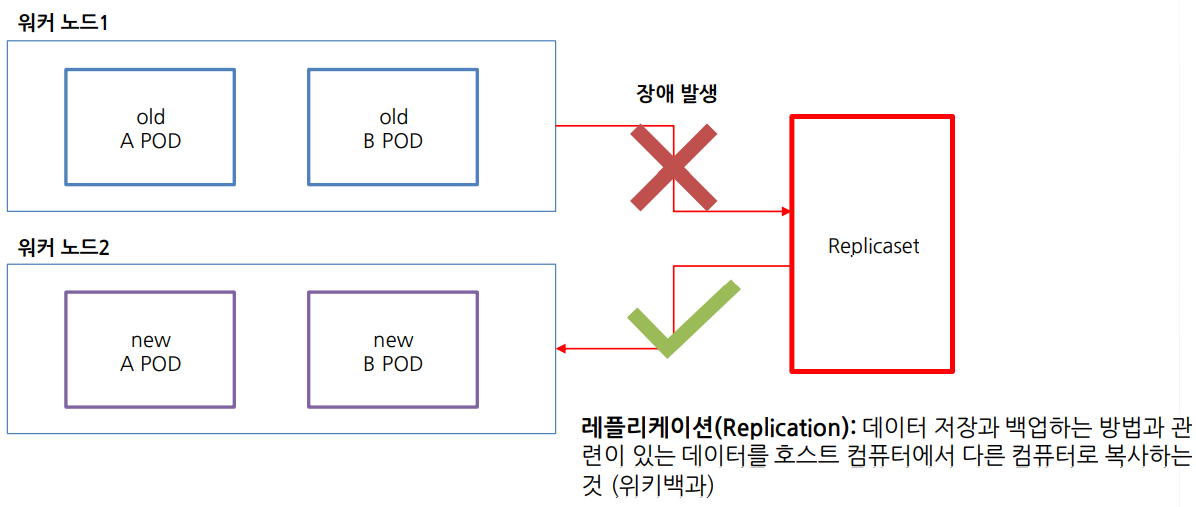 워커 노드1
old
A POD
old
B POD
장애 발생
Replicaset
워커 노드2
new
A POD
new
B POD
레플리케이션(Replication): 데이터 저장과 백업하는 방법과 관
련이 있는 데이터를 호스트 컴퓨터에서 다른 컴퓨터로 복사하는
것 (위키백과)